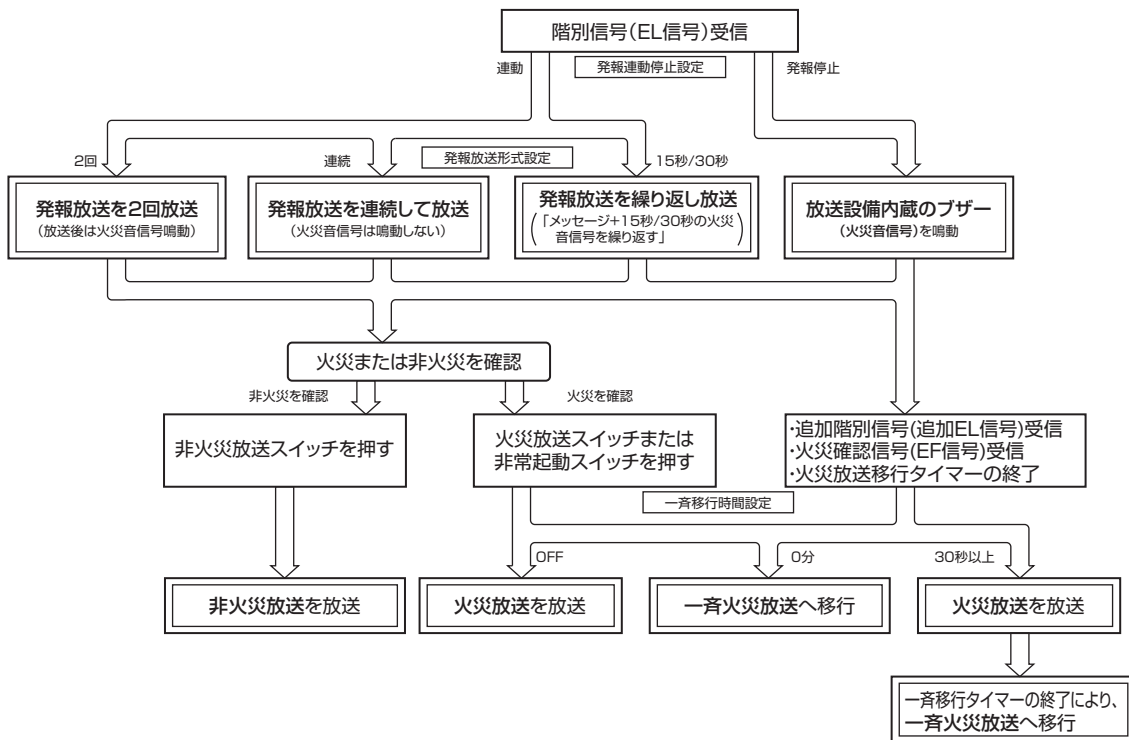 階別信号(EL信号)受信
連動
発報連動停止設定
発報停止
2回
連続
発報放送形式設定
15秒/30秒
発報放送を2回放送
(放送後は火災音信号鳴動)
発報放送を連続して放送
(火災音信号は鳴動しない)
発報放送を繰り返し放送
(「メッセージ+15秒/30秒の火災
音信号を繰り返す」)
放送設備内蔵のブザー
(火災音信号)を鳴動
火災または非火災を確認
非火災を確認
火災を確認
非火災放送スイッチを押す
火災放送スイッチまたは
非常起動スイッチを押す
・追加階別信号(追加EL信号)受信
・火災確認信号(EF信号)受信
・火災放送移行タイマーの終了
一斉移行時間設定
OFF
0分
30秒以上
非火災放送を放送
火災放送を放送
一斉火災放送へ移行
火災放送を放送
一斉移行タイマーの終了により、
一斉火災放送へ移行